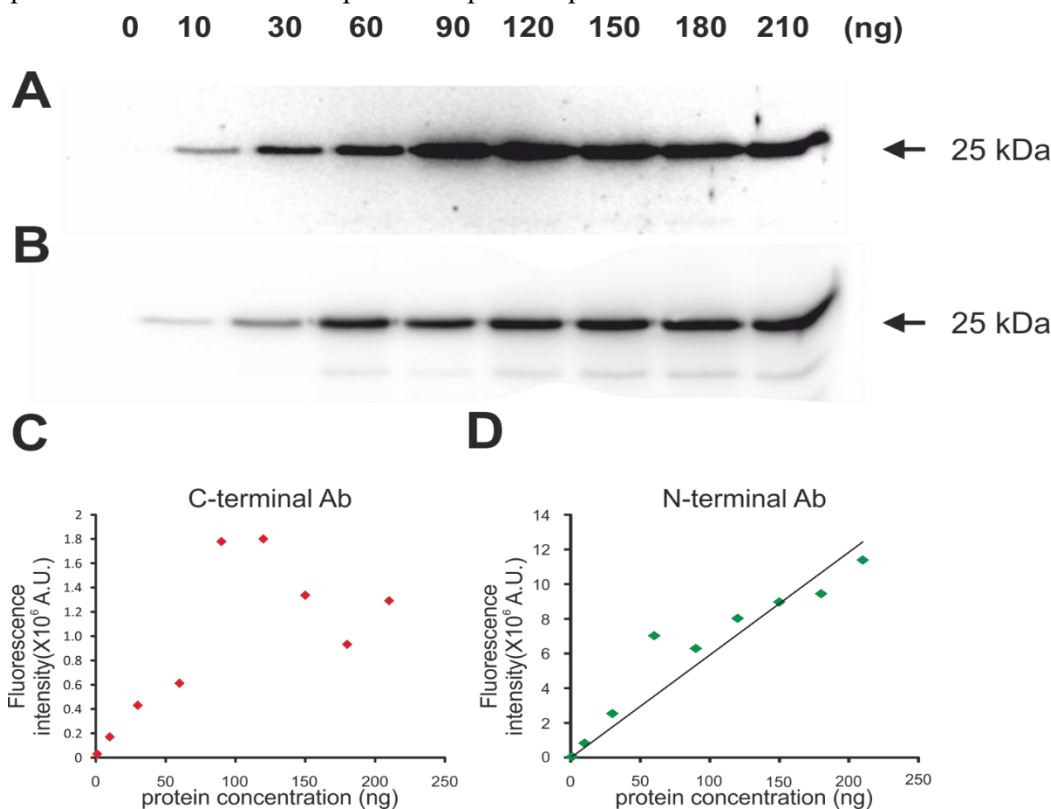 0 10 30 60 90 120 150 180 210 (ng)
A
25 kDa
B
25 kDa
C
D
C-terminal Ab
N-terminal Ab
2
1.8
1.6
1.4
1.2
1.0
0.8
0.6
0.4
0.2
0
Fluorescence
intensity(X10⁶ A.U.)
0 50 100 150 200 250
protein concentration (ng)
14
12
10
8
6
4
2
0
Fluorescence
intensity(X10⁶ A.U.)
0 50 100 150 200 250
protein concentration (ng)